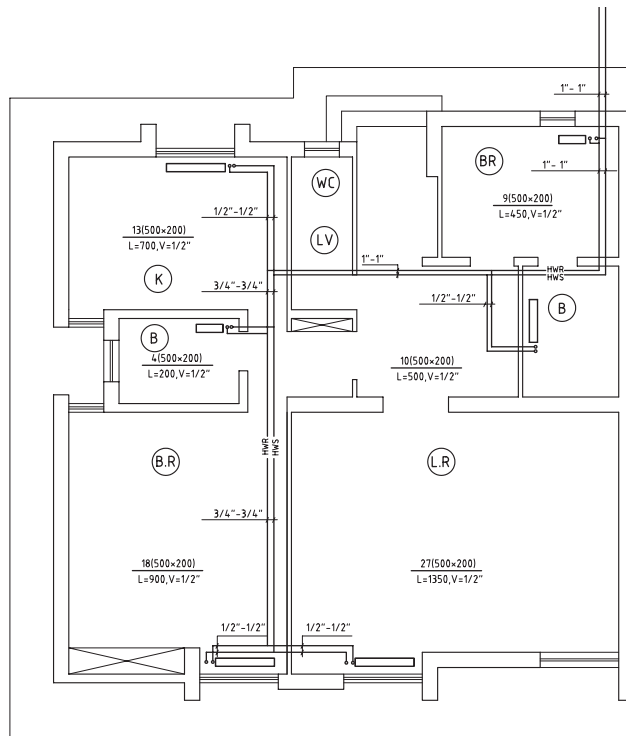 1"- 1"
BR
1"- 1"
WC
9(500×200)
L=450,V=1/2"
1/2"-1/2"
13(500×200)
L=700,V=1/2"
LV
1"-1"
HWR
HWS
K
3/4"-3/4"
1/2"-1/2"
B
B
4(500×200)
L=200,V=1/2"
10(500×200)
L=500,V=1/2"
HWR
HWS
B.R
L.R
3/4"-3/4"
18(500×200)
L=900,V=1/2"
27(500×200)
L=1350,V=1/2"
1/2"-1/2"
1/2"-1/2"